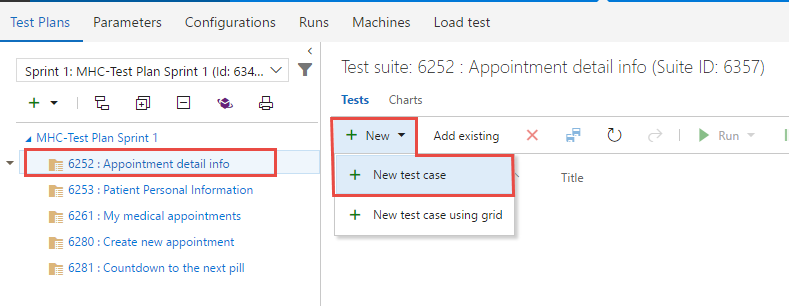 Test Plans Parameters Configurations Runs Machines Load test
Sprint 1: MHC-Test Plan Sprint 1 (Id: 634...
Test suite: 6252 : Appointment detail info (Suite ID: 6357)
Tests Charts
New Add existing Run
MHC-Test Plan Sprint 1
6252 : Appointment detail info
6253 : Patient Personal Information
6261 : My medical appointments
6280 : Create new appointment
6281 : Countdown to the next pill
New test case
Title
New test case using grid